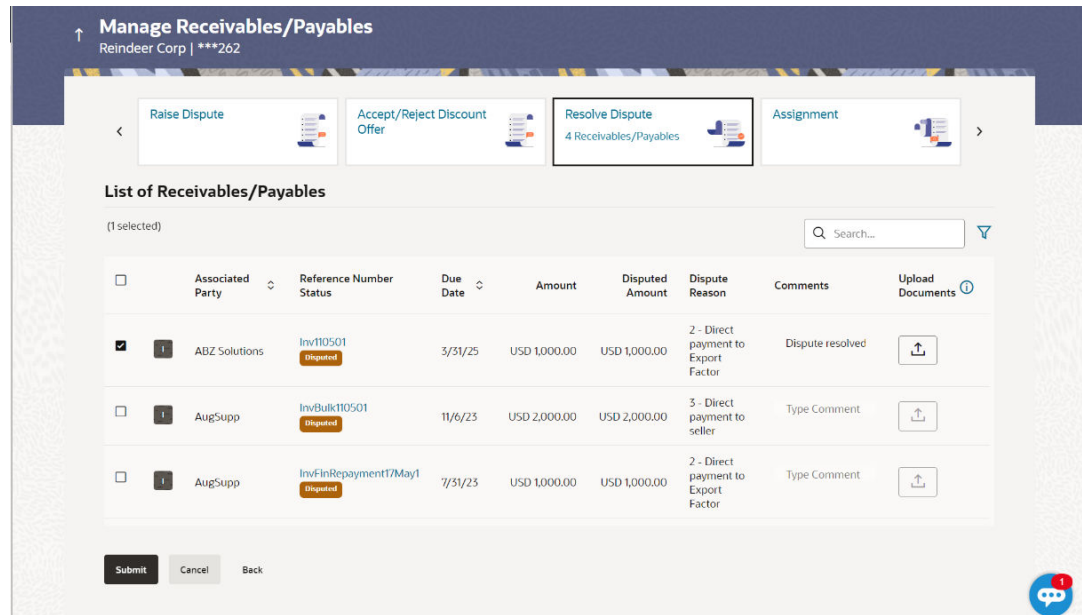 Manage Receivables/Payables
Reindeer Corp | ***262
Raise Dispute
Accept/Reject Discount
Offer
Resolve Dispute
4 Receivables/Payables
Assignment
List of Receivables/Payables
(1 selected)
Search...
Associated
Party
Reference Number
Status
Due
Date
Amount
Disputed
Amount
Dispute
Reason
Comments
Upload
Documents
ABZ Solutions
Inv110501
Disputed
3/31/25
USD 1,000.00
USD 1,000.00
2 - Direct
payment to
Export
Factor
Dispute resolved
AugSupp
InvBulk110501
Disputed
11/6/23
USD 2,000.00
USD 2,000.00
3 - Direct
payment to
seller
Type Comment
AugSupp
InvFinRepayment17May1
Disputed
7/31/23
USD 1,000.00
USD 1,000.00
2 - Direct
payment to
Export
Factor
Type Comment
Submit
Cancel
Back
1